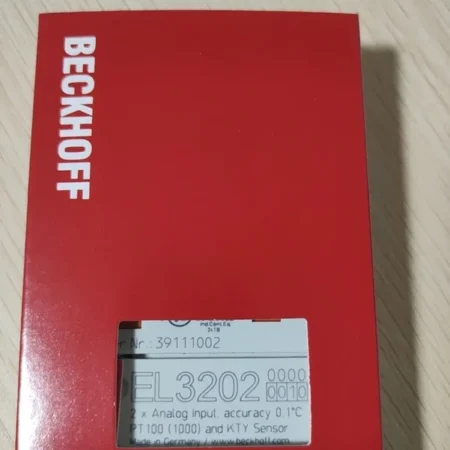 BECKHOFF
Nr.: 39111002
EL3202 0000
0010
2 x Analog input, accuracy 0.1°C
PT100 (1000) and KTY Sensor
Made in Germany / www.beckhoff.com